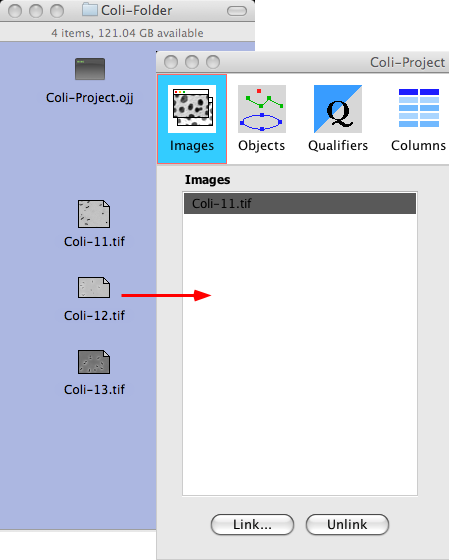 Coli-Folder
4 items, 121.04 GB available
Coli-Project.ojj
Coli-11.tif
Coli-12.tif
Coli-13.tif
Coli-Project
Images
Objects
Q
Qualifiers
Columns
Images
Coli-11.tif
Link...
Unlink